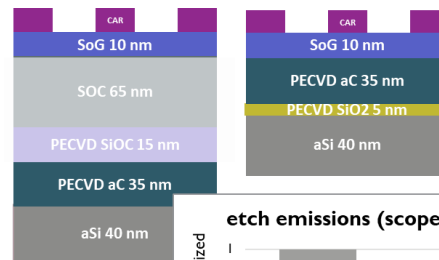 CAR
SoG 10 nm
SOC 65 nm
PECVD SiOC 15 nm
PECVD aC 35 nm
aSi 40 nm
CAR
SoG 10 nm
PECVD aC 35 nm
PECVD SiO2 5 nm
aSi 40 nm
etch emissions (scope
ized
1